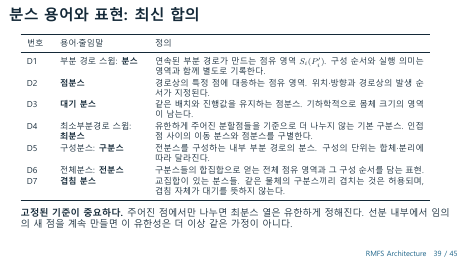 분스 용어와 표현: 최신 합의
번호 용어·줄임말 정의
D1 부분 경로 스윕: 분스 연속된 부분 경로가 만드는 점유 영역 Sᵢ(Pᵢ′). 구성 순서와 실행 의미는
영역과 함께 별도로 기록한다.
D2 점분스 경로상의 특정 점에 대응하는 점유 영역. 위치·방향과 경로상의 발생 순
서가 지정된다.
D3 대기 분스 같은 배치와 진행값을 유지하는 점분스. 기하학적으로 몸체 크기의 영역
이 남는다.
D4 최소부분경로 스윕: 유한하게 주어진 분할점들을 기준으로 더 나누지 않는 기본 구분스. 인접
최분스 점 사이의 이동 분스와 점분스를 구별한다.
D5 구성분스: 구분스 전분스를 구성하는 내부 부분 경로의 분스. 구성의 단위는 합체·분리에
따라 달라진다.
D6 전체분스: 전분스 구분스들의 합집합으로 얻는 전체 점유 영역과 그 구성 순서를 담는 표현.
D7 겹침 분스 교집합이 있는 분스들. 같은 물체의 구분스끼리 겹치는 것은 허용되며,
겹침 자체가 대기를 뜻하지 않는다.
고정된 기준이 중요하다. 주어진 점에서만 나누면 최분스 열은 유한하게 정해진다. 선분 내부에서 임의
의 새 점을 계속 만들면 이 유한성은 더 이상 같은 가정이 아니다.
RMFS Architecture 39 / 45